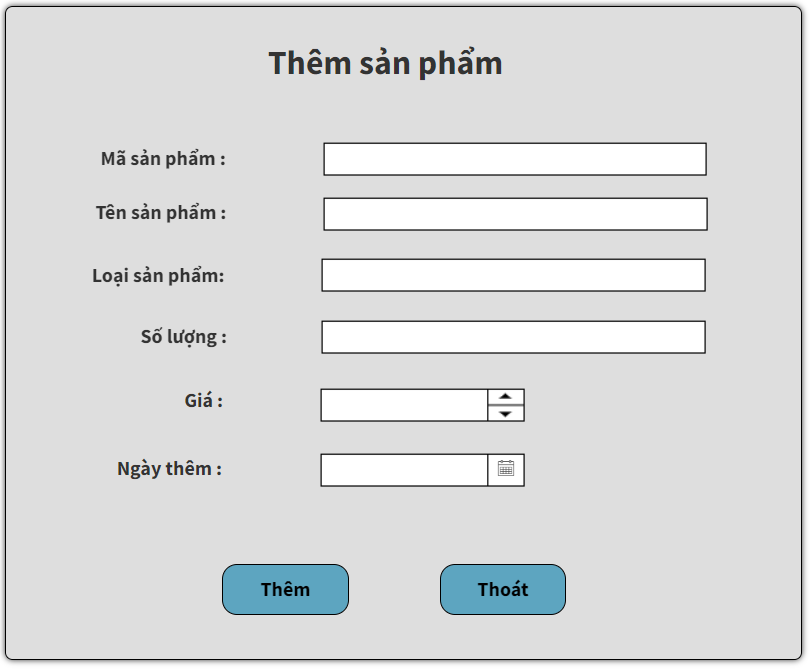 Thêm sản phẩm
Mã sản phẩm :
Tên sản phẩm :
Loại sản phẩm:
Số lượng :
Giá :
Ngày thêm :
Thêm
Thoát